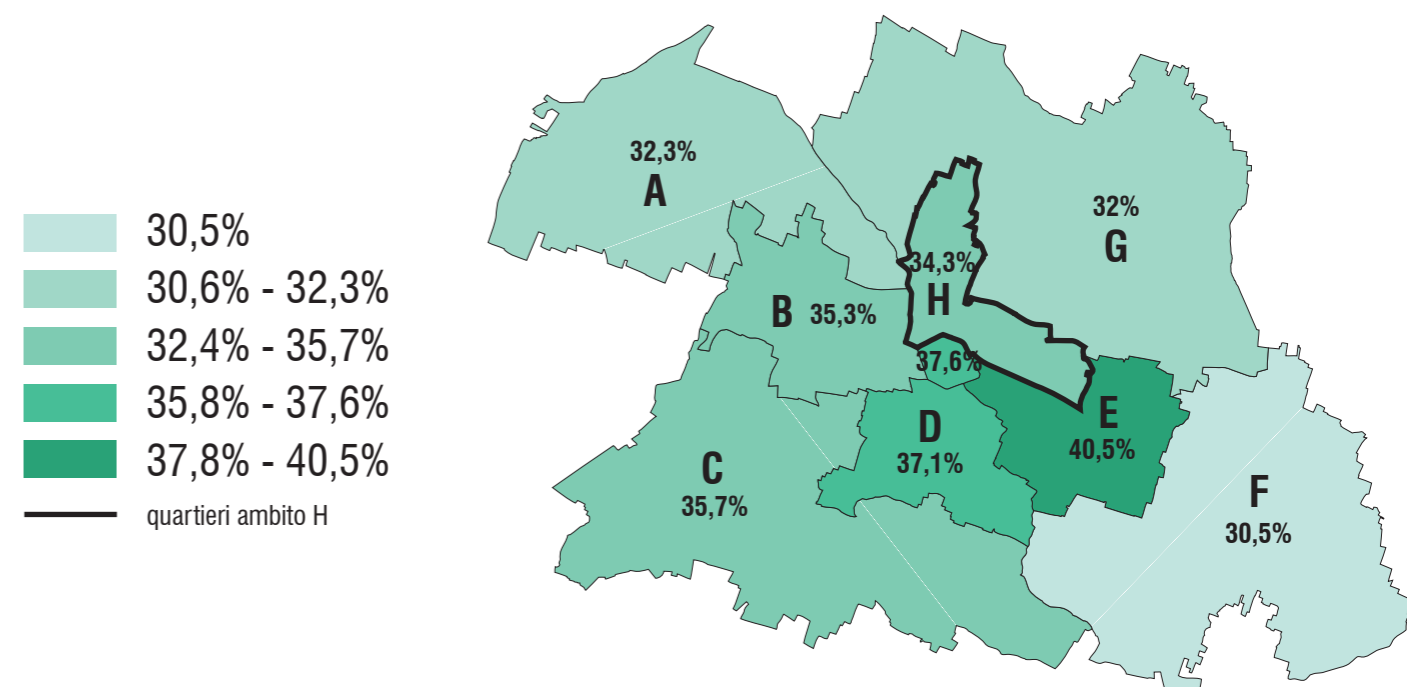 30,5%
30,6% - 32,3%
32,4% - 35,7%
35,8% - 37,6%
37,8% - 40,5%
quartieri ambito H
32,3%
A
32%
G
34,3%
H
B 35,3%
37,6%
D
37,1%
E
40,5%
C
35,7%
F
30,5%